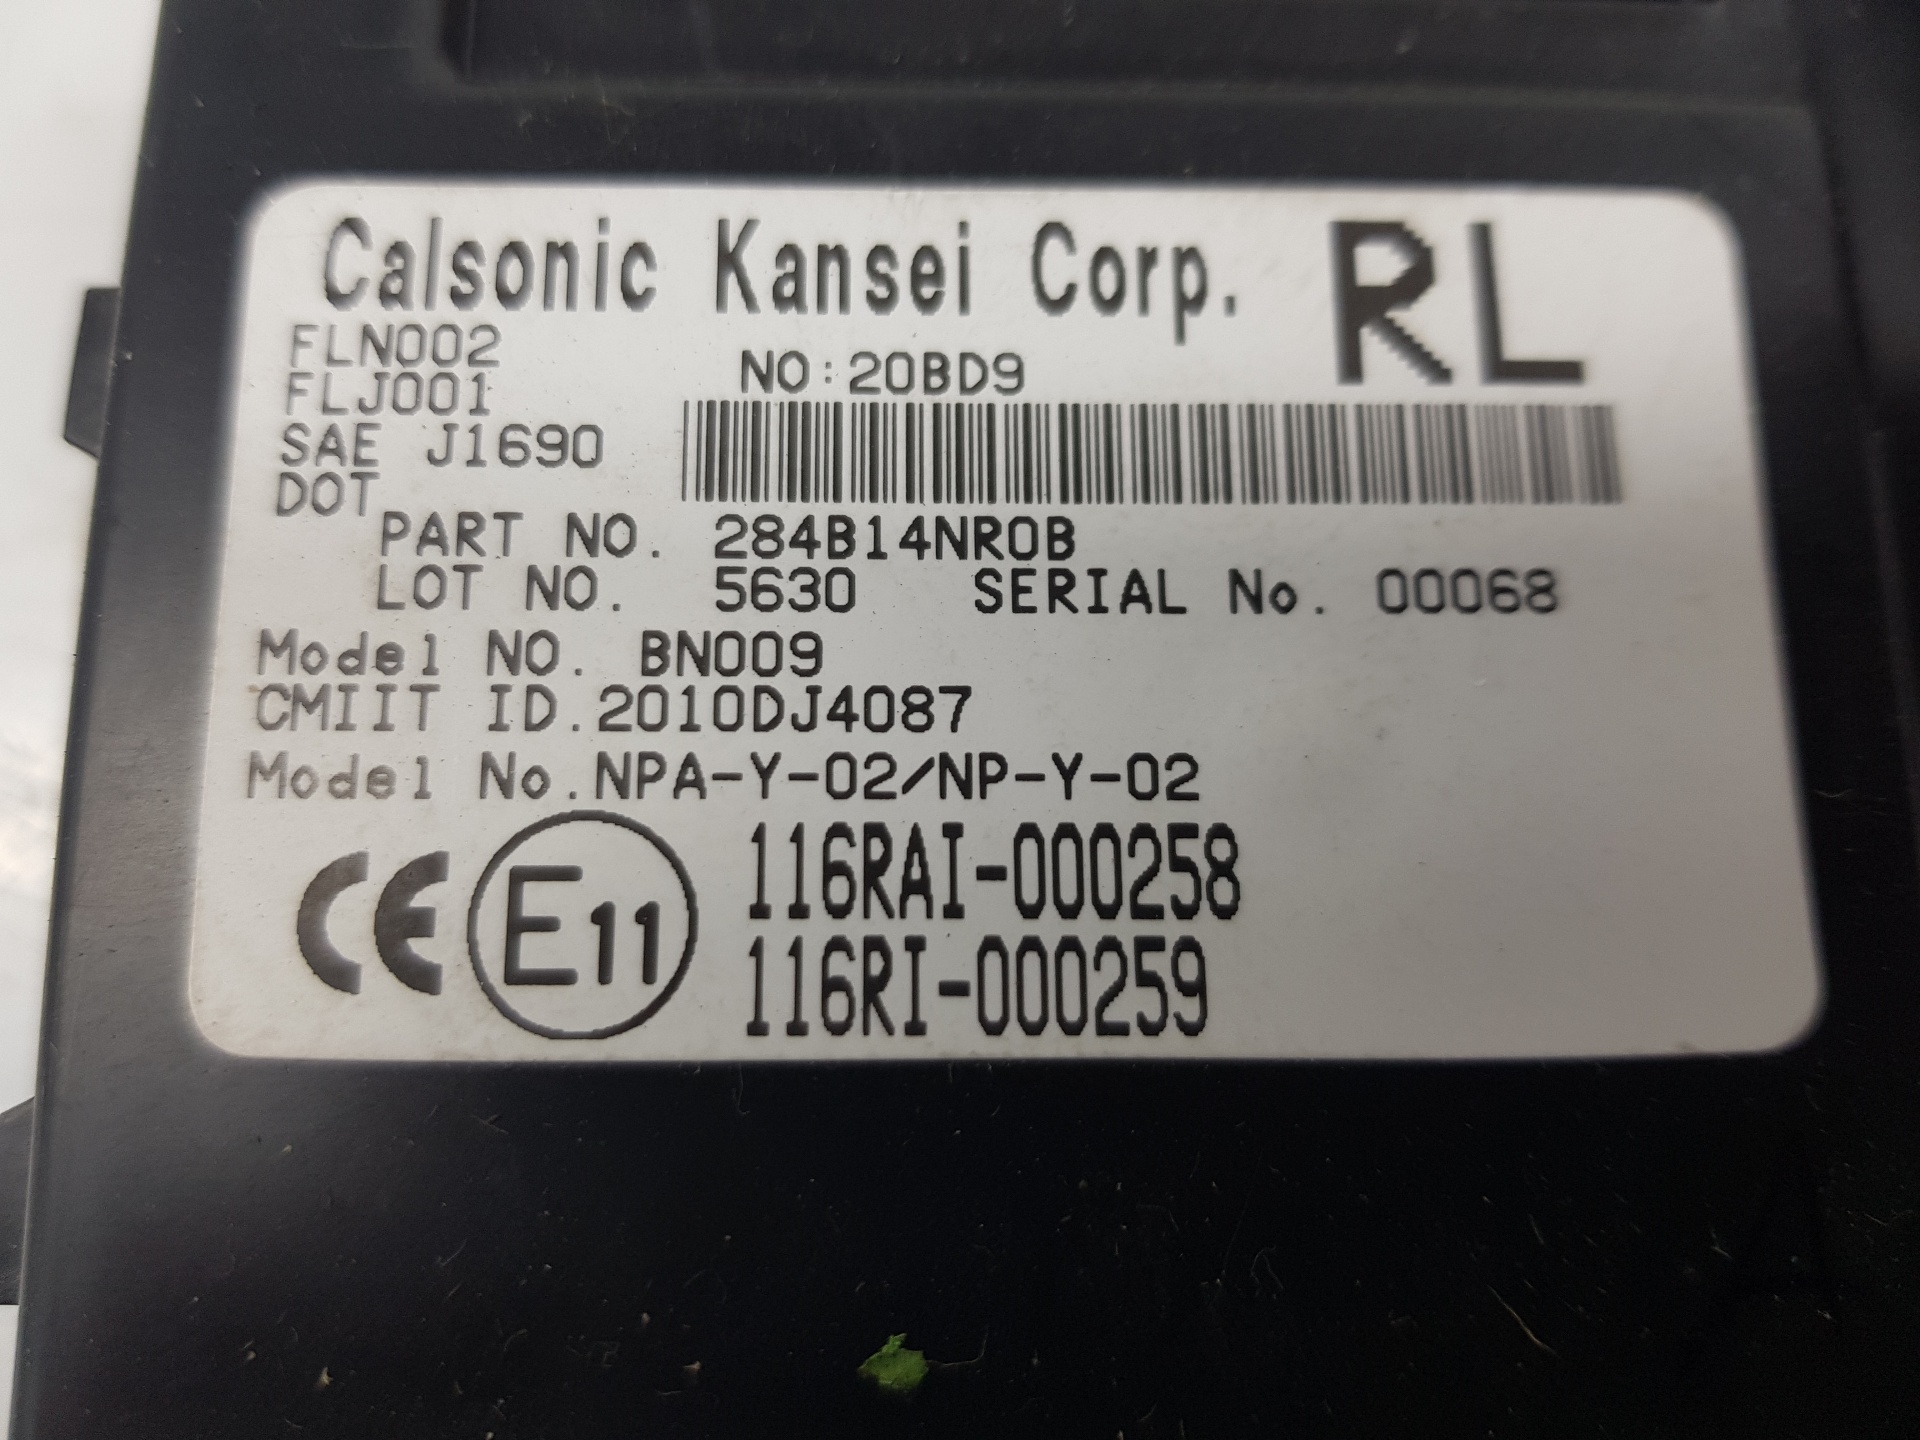 Calsonic Kansei Corp. RL
FLN002
FLJ001 NO:20BD9
SAE J1690
DOT
PART NO. 284B14NR0B
LOT NO. 5630 SERIAL No. 00068
Model NO. BN009
CMIIT ID.2010DJ4087
Model No.NPA-Y-02/NP-Y-02
CE E11 116RAI-000258
116RI-000259